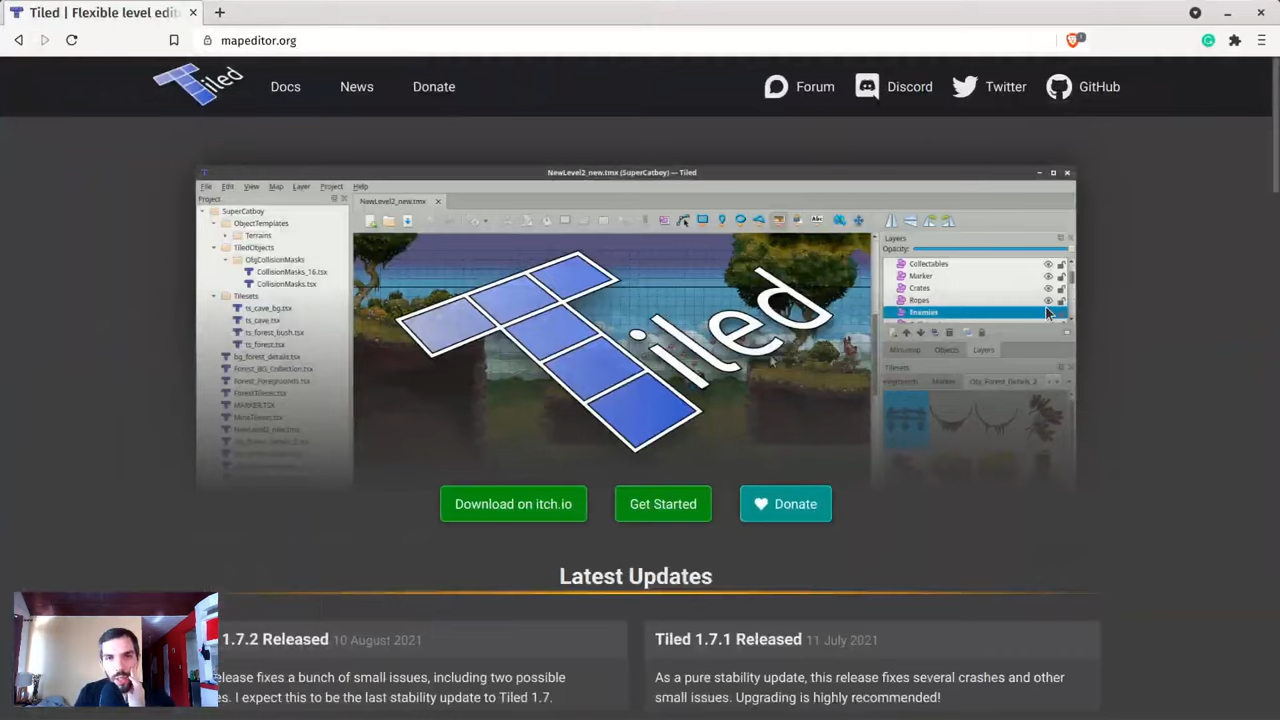 Tiled | Flexible level edit
mapeditor.org
Tiled
Docs
News
Donate
Forum
Discord
Twitter
GitHub
NewLevel2_new.tmx (SuperCatboy) — Tiled
File Edit View Map Layer Project Help
Project
NewLevel2_new.tmx
SuperCatboy
ObjectTemplates
Terrains
TiledObjects
ObjCollisionMasks
CollisionMasks_16.tsx
CollisionMasks.tsx
Tilesets
ts_cave_bg.tsx
ts_cave.tsx
ts_forest_bush.tsx
ts_forest.tsx
bg_forest_details.tsx
Forest_BG_Collection.tsx
Forest_Foregrounds.tsx
ForestTileset.tsx
NewLevel2_new.tmx
Abc
Layers
Opacity:
Collectables
Marker
Crates
Ropes
Enemies
Minimap
Objects
Layers
Tilesets
Marker
Obj_Forest_Details_2
Tiled
Download on itch.io
Get Started
Donate
Latest Updates
1.7.2 Released 10 August 2021
elease fixes a bunch of small issues, including two possible
es. I expect this to be the last stability update to Tiled 1.7.
Tiled 1.7.1 Released 11 July 2021
As a pure stability update, this release fixes several crashes and other
small issues. Upgrading is highly recommended!